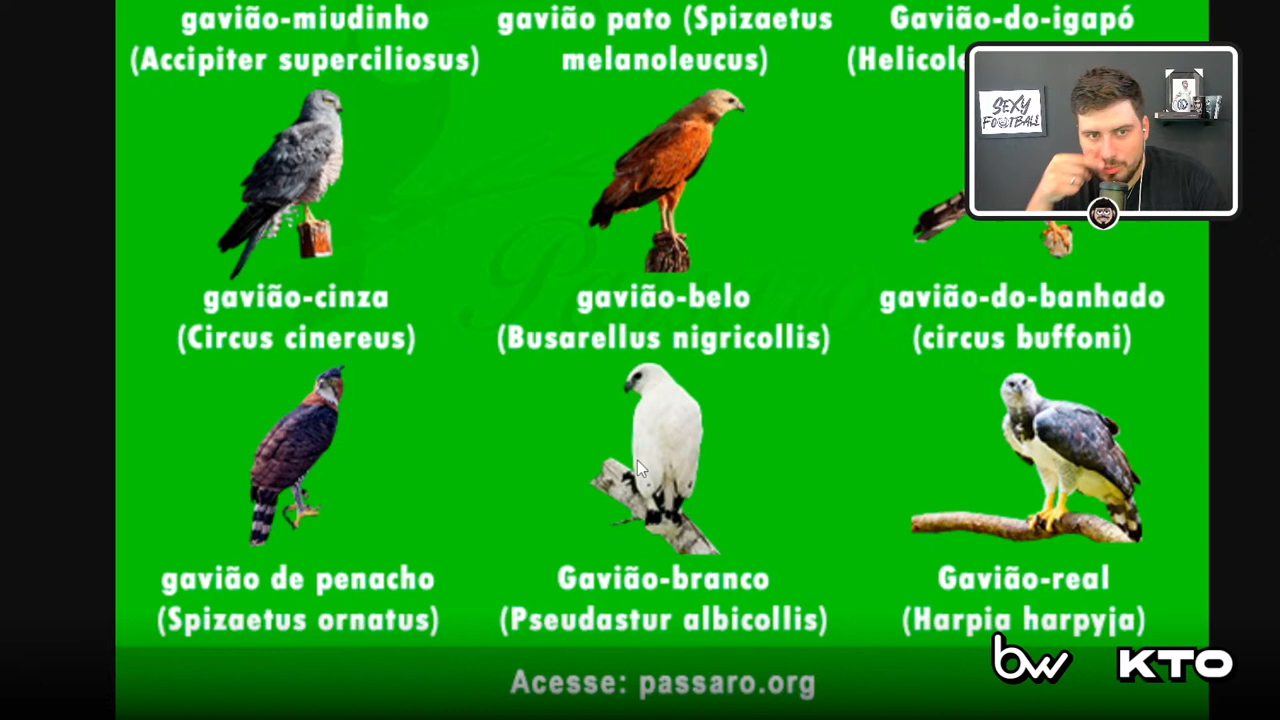 gavião-miudinho
(Accipiter superciliosus)
gavião pato (Spizaetus
melanoleucus)
Gavião-do-igapó
SEXY
FOOTBALL
gavião-cinza
(Circus cinereus)
gavião-belo
(Busarellus nigricollis)
gavião-do-banhado
(circus buffoni)
gavião de penacho
(Spizaetus ornatus)
Gavião-branco
(Pseudastur albicollis)
Gavião-real
(Harpia harpyja)
bw KTO
Acesse: passaro.org